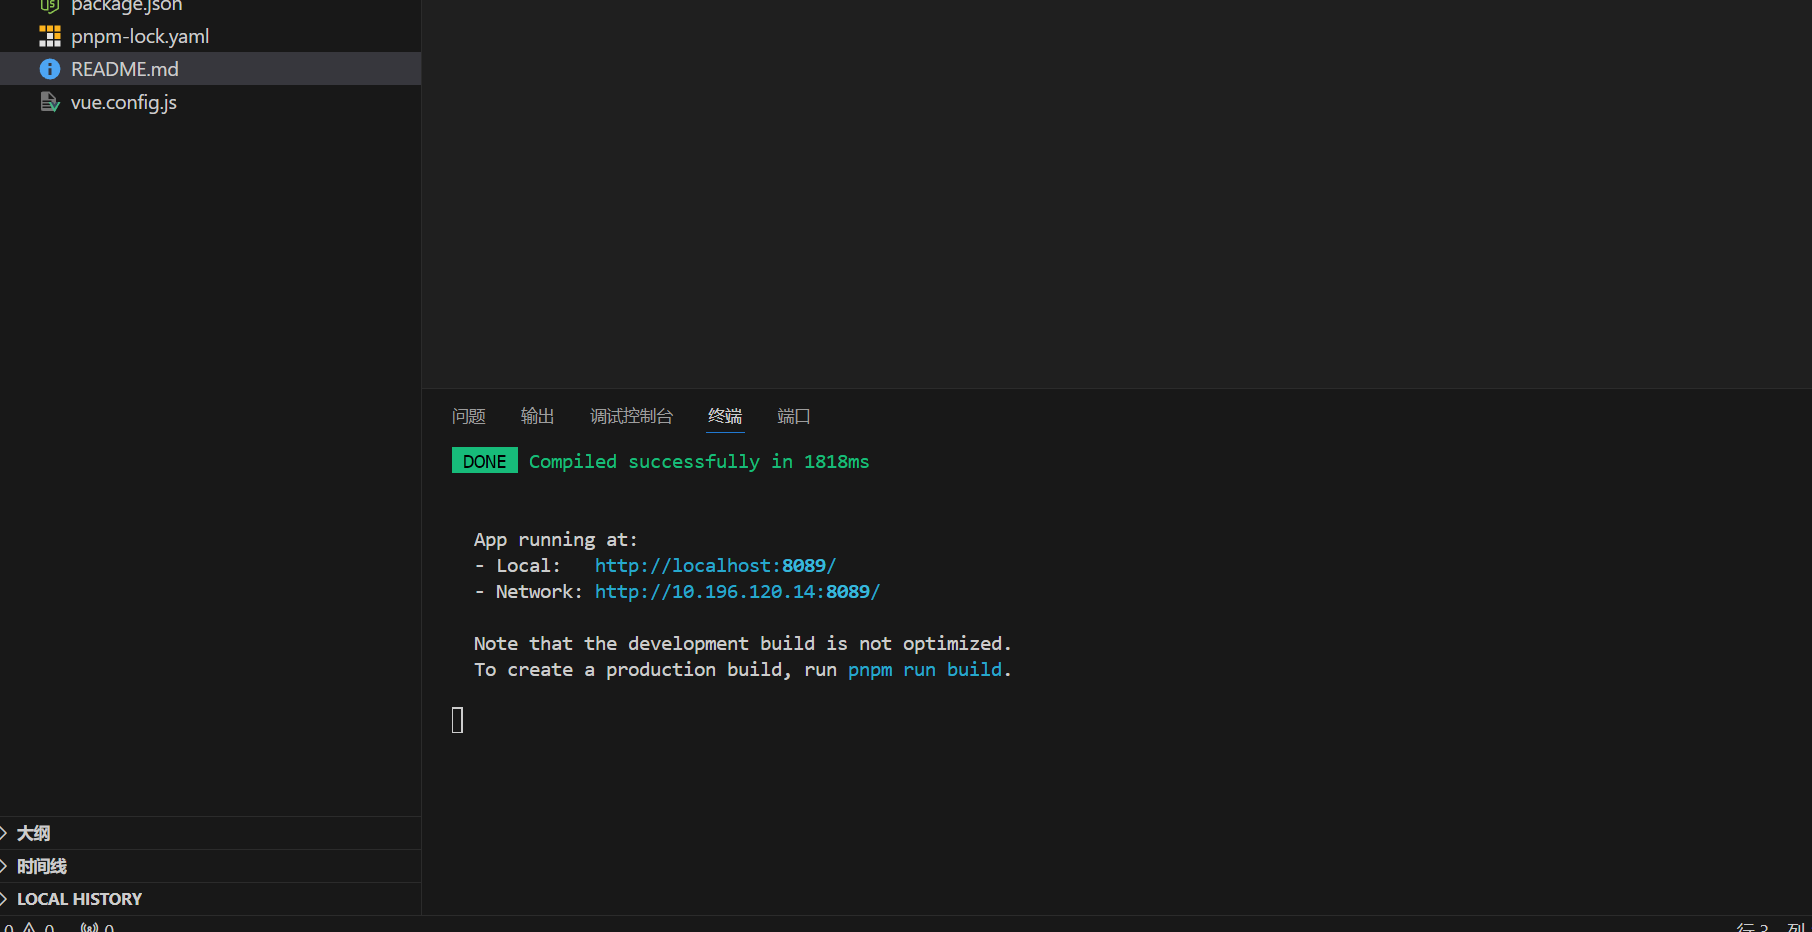 package.json
pnpm-lock.yaml
README.md
vue.config.js
问题 输出 调试控制台 终端 端口
DONE Compiled successfully in 1818ms
App running at:
- Local: http://localhost:8089/
- Network: http://10.196.120.14:8089/
Note that the development build is not optimized.
To create a production build, run pnpm run build.
大纲
时间线
LOCAL HISTORY
0 0 0
行 3, 列